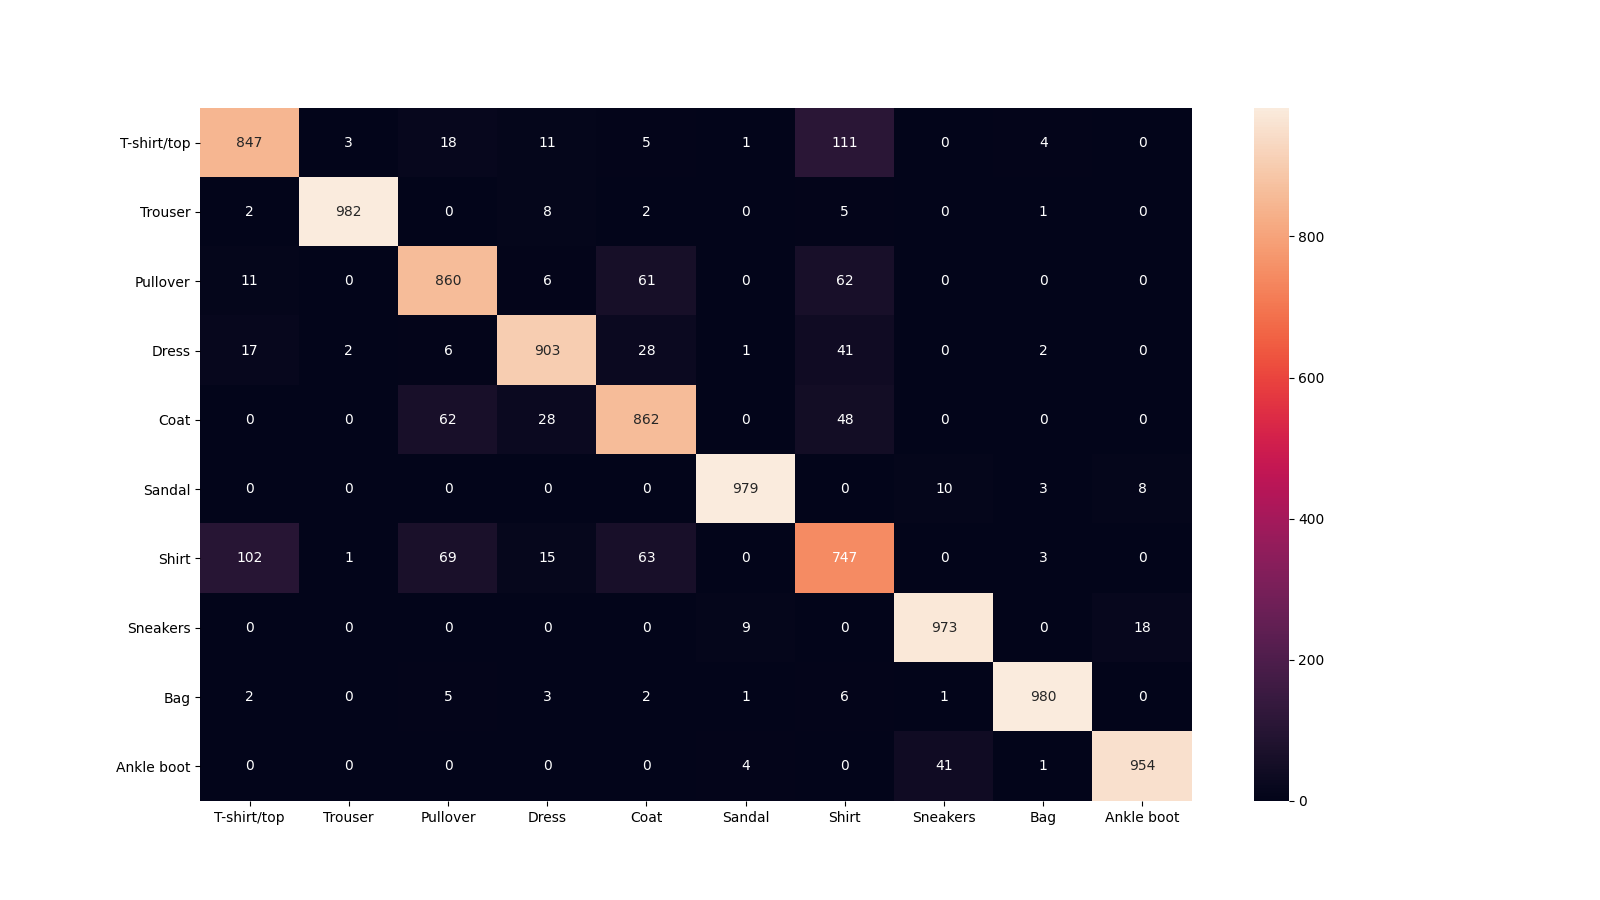 T-shirt/top 847 3 18 11 5 1 111 0 4 0
Trouser 2 982 0 8 2 0 5 0 1 0
Pullover 11 0 860 6 61 0 62 0 0 0
Dress 17 2 6 903 28 1 41 0 2 0
Coat 0 0 62 28 862 0 48 0 0 0
Sandal 0 0 0 0 0 979 0 10 3 8
Shirt 102 1 69 15 63 0 747 0 3 0
Sneakers 0 0 0 0 0 9 0 973 0 18
Bag 2 0 5 3 2 1 6 1 980 0
Ankle boot 0 0 0 0 0 4 0 41 1 954
T-shirt/top Trouser Pullover Dress Coat Sandal Shirt Sneakers Bag Ankle boot
800
600
400
200
0